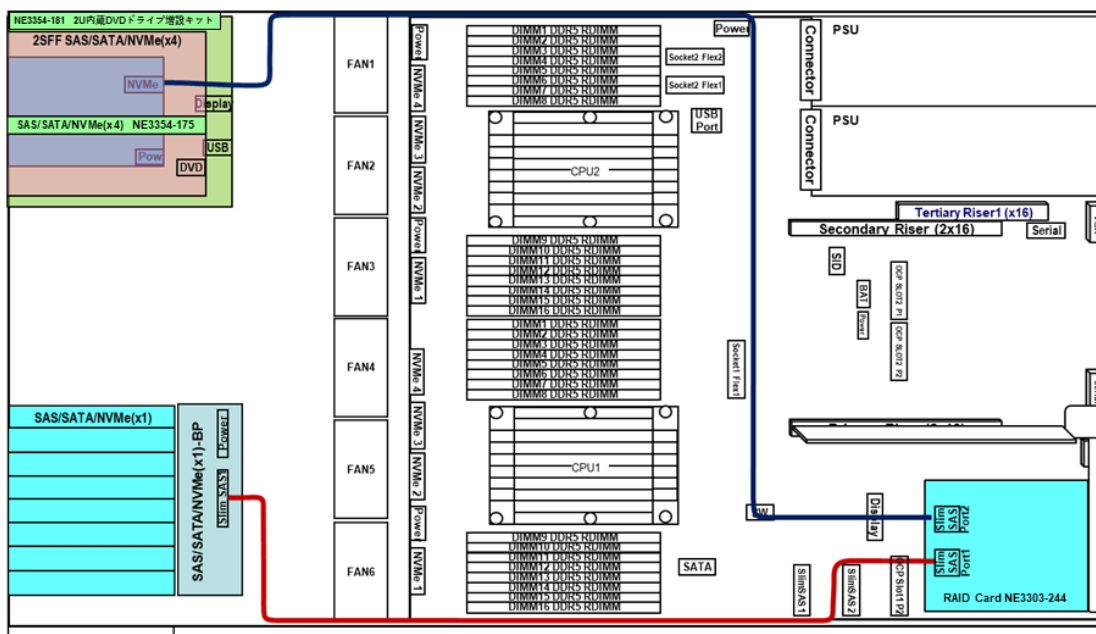 NE3354-181 2U内蔵DVDドライブ増設キット
2SFF SAS/SATA/NVMe(x4)
NVMe
Display
SAS/SATA/NVMe(x4) NE3354-175
USB
Pow
DVD
SAS/SATA/NVMe(x1)
SAS/SATA/NVMe(x1)-BP
Power
Slim SAS1
FAN1
FAN2
FAN3
FAN4
FAN5
FAN6
Power
NVMe 4
NVMe 3
NVMe 2
Power
NVMe 1
NVMe 4
NVMe 3
NVMe 2
Power
NVMe 1
DIMM1 DDR5 RDIMM
DIMM2 DDR5 RDIMM
DIMM3 DDR5 RDIMM
DIMM4 DDR5 RDIMM
DIMM5 DDR5 RDIMM
DIMM6 DDR5 RDIMM
DIMM7 DDR5 RDIMM
DIMM8 DDR5 RDIMM
CPU2
DIMM9 DDR5 RDIMM
DIMM10 DDR5 RDIMM
DIMM11 DDR5 RDIMM
DIMM12 DDR5 RDIMM
DIMM13 DDR5 RDIMM
DIMM14 DDR5 RDIMM
DIMM15 DDR5 RDIMM
DIMM16 DDR5 RDIMM
DIMM1 DDR5 RDIMM
DIMM2 DDR5 RDIMM
DIMM3 DDR5 RDIMM
DIMM4 DDR5 RDIMM
DIMM5 DDR5 RDIMM
DIMM6 DDR5 RDIMM
DIMM7 DDR5 RDIMM
DIMM8 DDR5 RDIMM
CPU1
DIMM9 DDR5 RDIMM
DIMM10 DDR5 RDIMM
DIMM11 DDR5 RDIMM
DIMM12 DDR5 RDIMM
DIMM13 DDR5 RDIMM
DIMM14 DDR5 RDIMM
DIMM15 DDR5 RDIMM
DIMM16 DDR5 RDIMM
Power
Socket2 Flex2
Socket2 Flex1
USB
Port
Socket1 Flex1
SATA
Connector
PSU
Connector
PSU
Tertiary Riser1 (x16)
Secondary Riser (2x16)
Serial
SID
BAT
Power
OCP SLOT2 P1
OCP SLOT2 P2
Display
SlimSAS1
SlimSAS2
OCP Slot1 P2
Slim
SAS
Port2
Slim
SAS
Port1
RAID Card NE3303-244